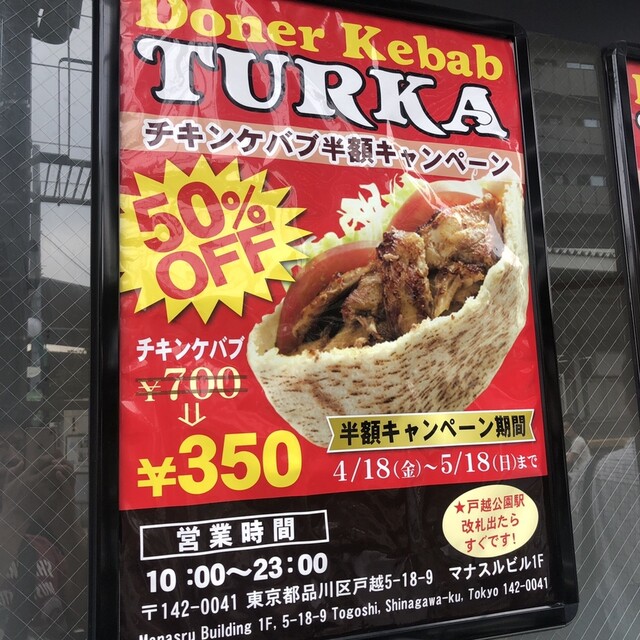 Doner Kebab
TURKA
チキンケバブ半額キャンペーン
50%
OFF
チキンケバブ
¥700
⇓
¥350
半額キャンペーン期間
4/18(金)～5/18(日)まで
★戸越公園駅
改札出たら
すぐです!
営業時間
10:00～23:00
〒142-0041 東京都品川区戸越5-18-9 マナスルビル1F
Manasru Building 1F, 5-18-9 Togoshi, Shinagawa-ku, Tokyo 142-0041